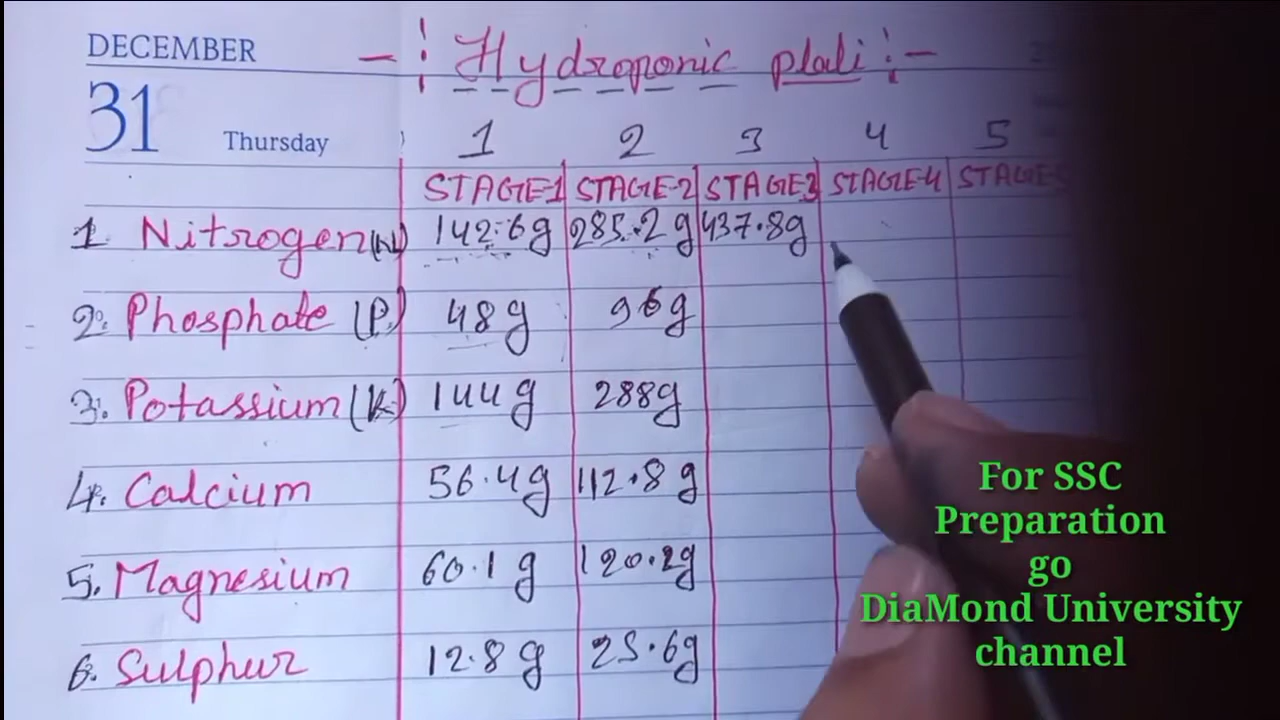 DECEMBER
31
Thursday
Hydroponic plali
1 2 3 4 5
STAGE-1 STAGE-2 STAGE-3 STAGE-4 STAGE-5
1. Nitrogen (N) 142.6g 285.2g 437.8g
2. Phosphate (P) 48g 96g
3. Potassium (K) 144g 288g
4. Calcium 56.4g 112.8g
5. Magnesium 60.1g 120.2g
6. Sulphur 12.8g 25.6g
For SSC
Preparation
go
DiaMond University
channel